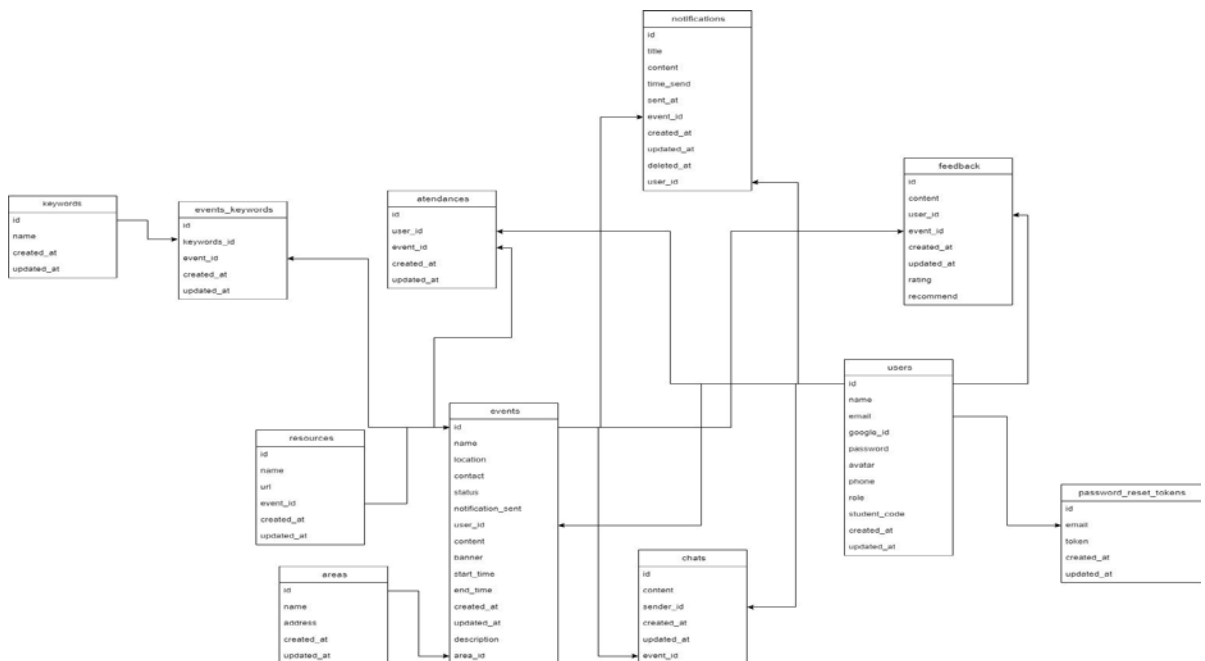 notifications
id
title
content
time_send
sent_at
event_id
created_at
updated_at
deleted_at
user_id
feedback
id
content
user_id
event_id
created_at
updated_at
rating
recommend
keywords
id
name
created_at
updated_at
events_keywords
id
keywords_id
event_id
created_at
updated_at
atendances
id
user_id
event_id
created_at
updated_at
users
id
name
email
google_id
password
avatar
phone
role
student_code
created_at
updated_at
events
id
name
location
contact
status
notification_sent
user_id
content
banner
start_time
end_time
created_at
updated_at
description
area_id
resources
id
name
url
event_id
created_at
updated_at
password_reset_tokens
id
email
token
created_at
updated_at
areas
id
name
address
created_at
updated_at
chats
id
content
sender_id
created_at
updated_at
event_id